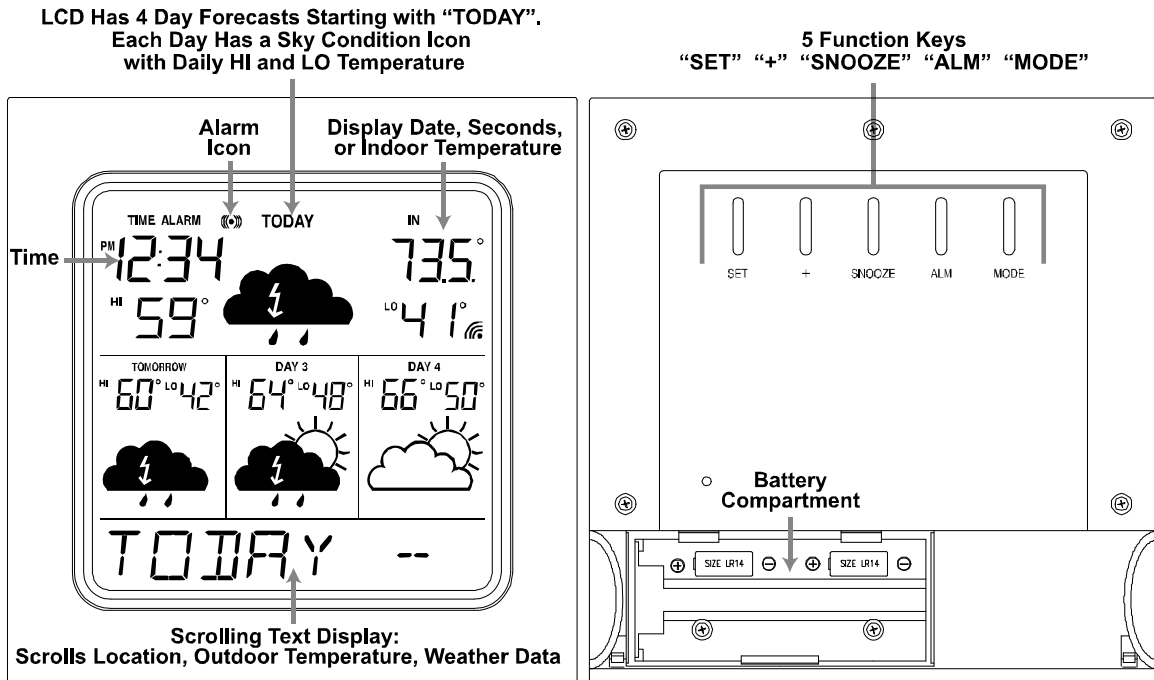 LCD Has 4 Day Forecasts Starting with “TODAY”.
Each Day Has a Sky Condition Icon
with Daily HI and LO Temperature
Alarm
Icon
Display Date, Seconds,
or Indoor Temperature
TIME ALARM TODAY IN
Time
PM 12:34 73.5°
HI 59° LO 41°
TOMORROW DAY 3 DAY 4
HI 60° LO 42° HI 64° LO 48° HI 66° LO 50°
TODAY --
Scrolling Text Display:
Scrolls Location, Outdoor Temperature, Weather Data
5 Function Keys
“SET” “+” “SNOOZE” “ALM” “MODE”
SET + SNOOZE ALM MODE
Battery
Compartment
+ SIZE LR14 − + SIZE LR14 −